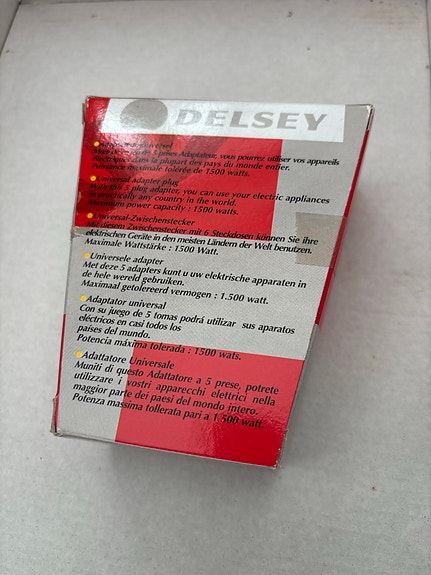 DELSEY
Adaptateur universel
5 prises Adaptateur, vous pourrez utiliser vos appareils
électriques dans la plupart des pays du monde entier.
Puissance maximale tolérée de 1500 watts.
Universal adapter plug
With this 5 plug adapter, you can use your electric appliances
in practically any country in the world.
Maximum power capacity : 1500 watts.
Universal-Zwischenstecker
Mit diesem Zwischenstecker mit 6 Steckdosen können Sie ihre
elektrischen Geräte in den meisten Ländern der Welt benutzen.
Maximale Wattstärke : 1500 Watt.
Universele adapter
Met deze 5 adapters kunt u uw elektrische apparaten in
de hele wereld gebruiken.
Maximaal getolereerd vermogen : 1.500 watt.
Adaptator universal
Con su juego de 5 tomas podrá utilizar sus aparatos
eléctricos en casi todos los
países del mundo.
Potencia máxima tolerada : 1500 wats.
Adattatore Universale
Muniti di questo Adattatore a 5 prese, potrete
utilizzare i vostri apparecchi elettrici nella
maggior parte dei paesi del mondo intero.
Potenza massima tollerata pari a 1.500 watt.